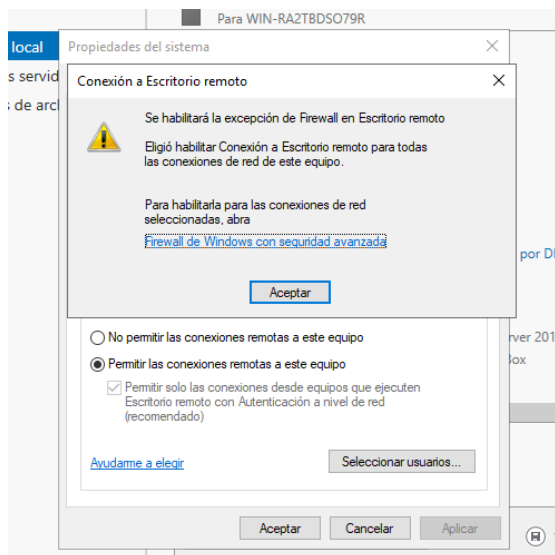 Para WIN-RA2TBDSO79R
local
Propiedades del sistema
s servid
s de arcl
Conexión a Escritorio remoto
Se habilitará la excepción de Firewall en Escritorio remoto
Eligió habilitar Conexión a Escritorio remoto para todas
las conexiones de red de este equipo.
Para habilitarla para las conexiones de red
seleccionadas, abra
Firewall de Windows con seguridad avanzada
por DI
Aceptar
No permitir las conexiones remotas a este equipo
rver 201
Permitir las conexiones remotas a este equipo
Box
Permitir solo las conexiones desde equipos que ejecuten
Escritorio remoto con Autenticación a nivel de red
(recomendado)
Ayudarme a elegir
Seleccionar usuarios...
Aceptar
Cancelar
Aplicar